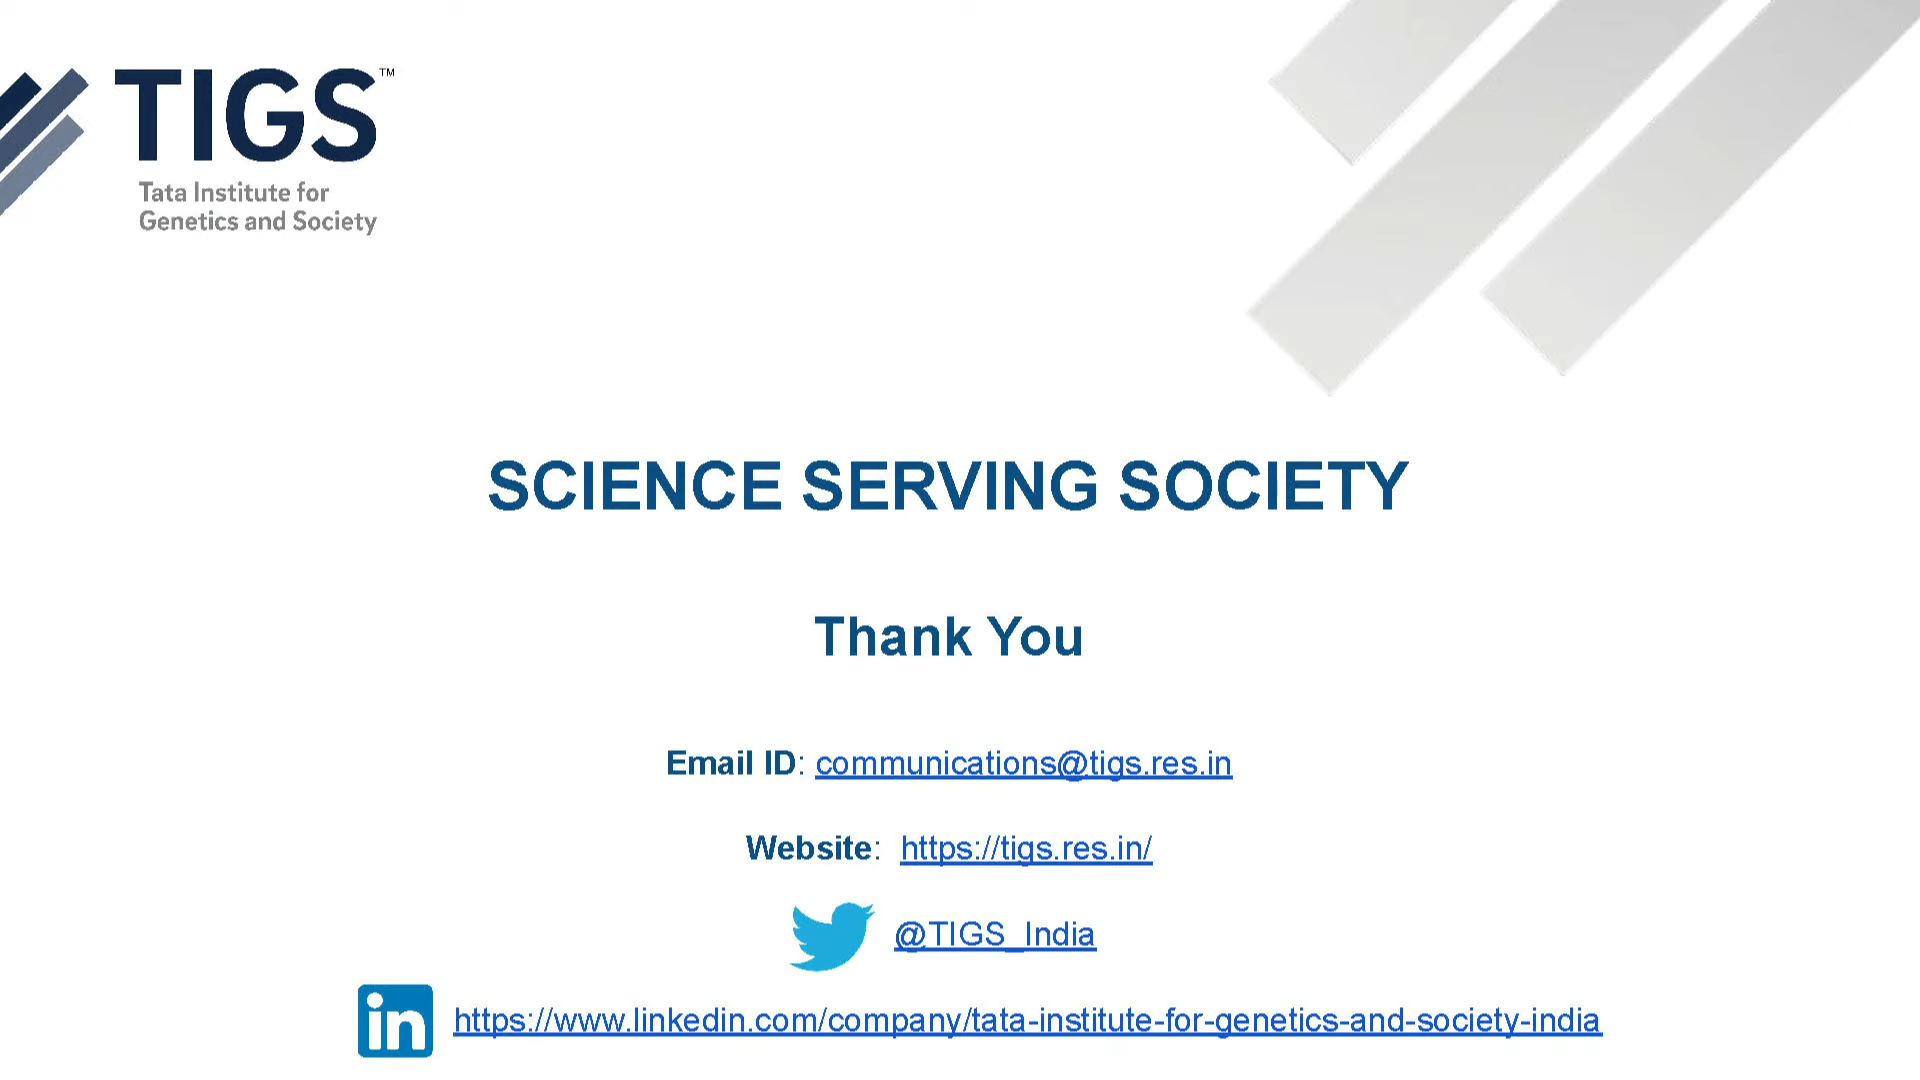 TIGS™
Tata Institute for
Genetics and Society
SCIENCE SERVING SOCIETY
Thank You
Email ID: communications@tigs.res.in
Website: https://tigs.res.in/
@TIGS_India
in https://www.linkedin.com/company/tata-institute-for-genetics-and-society-india